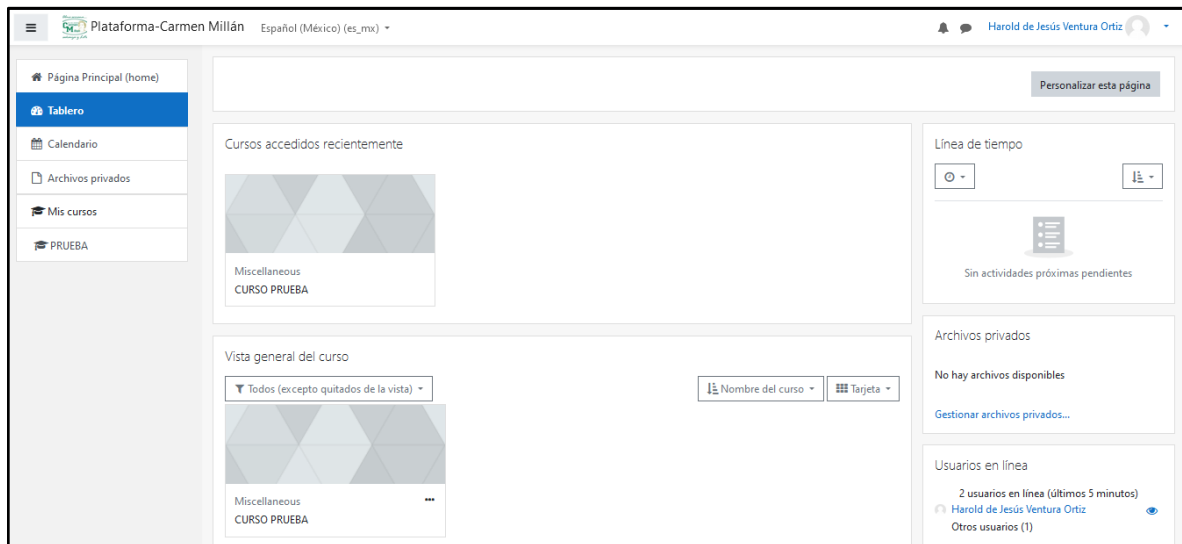 Plataforma-Carmen Millán Español (México) (es_mx) Harold de Jesús Ventura Ortiz
Página Principal (home)
Tablero
Calendario
Archivos privados
Mis cursos
PRUEBA
Personalizar esta página
Cursos accedidos recientemente
Miscellaneous
CURSO PRUEBA
Vista general del curso
Todos (excepto quitados de la vista) Nombre del curso Tarjeta
Miscellaneous
CURSO PRUEBA
Línea de tiempo
Sin actividades próximas pendientes
Archivos privados
No hay archivos disponibles
Gestionar archivos privados...
Usuarios en línea
2 usuarios en línea (últimos 5 minutos)
Harold de Jesús Ventura Ortiz
Otros usuarios (1)